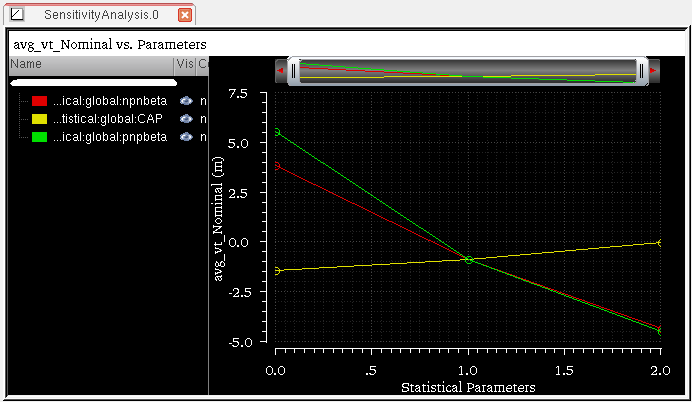 SensitivityAnalysis.0
avg_vt_Nominal vs. Parameters
Name Vis
...ical:global:npnbeta n
...tistical:global:CAP n
...ical:global:pnpbeta n
avg_vt_Nominal (m)
7.5
5.0
2.5
0.0
-2.5
-5.0
0.0 .5 1.0 1.5 2.0
Statistical Parameters